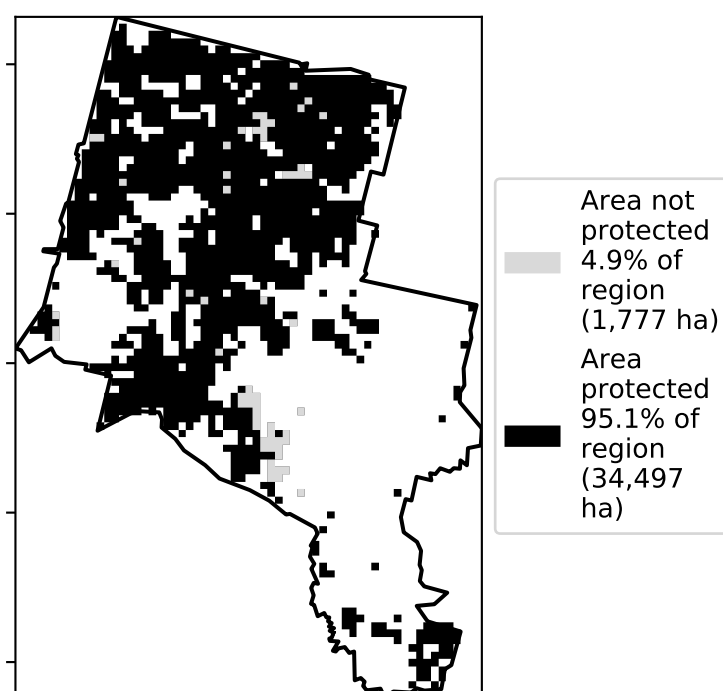 Area not
protected
4.9% of
region
(1,777 ha)
Area
protected
95.1% of
region
(34,497
ha)